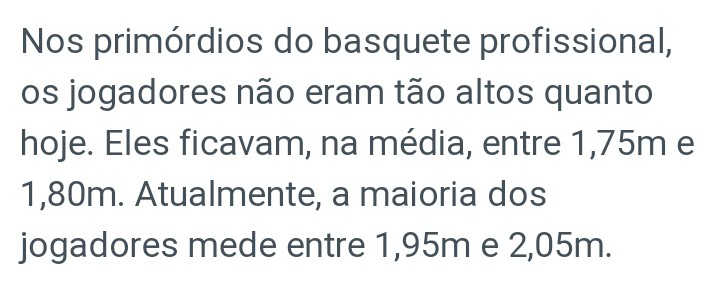 Nos primórdios do basquete profissional,
os jogadores não eram tão altos quanto
hoje. Eles ficavam, na média, entre 1,75m e
1,80m. Atualmente, a maioria dos
jogadores mede entre 1,95m e 2,05m.